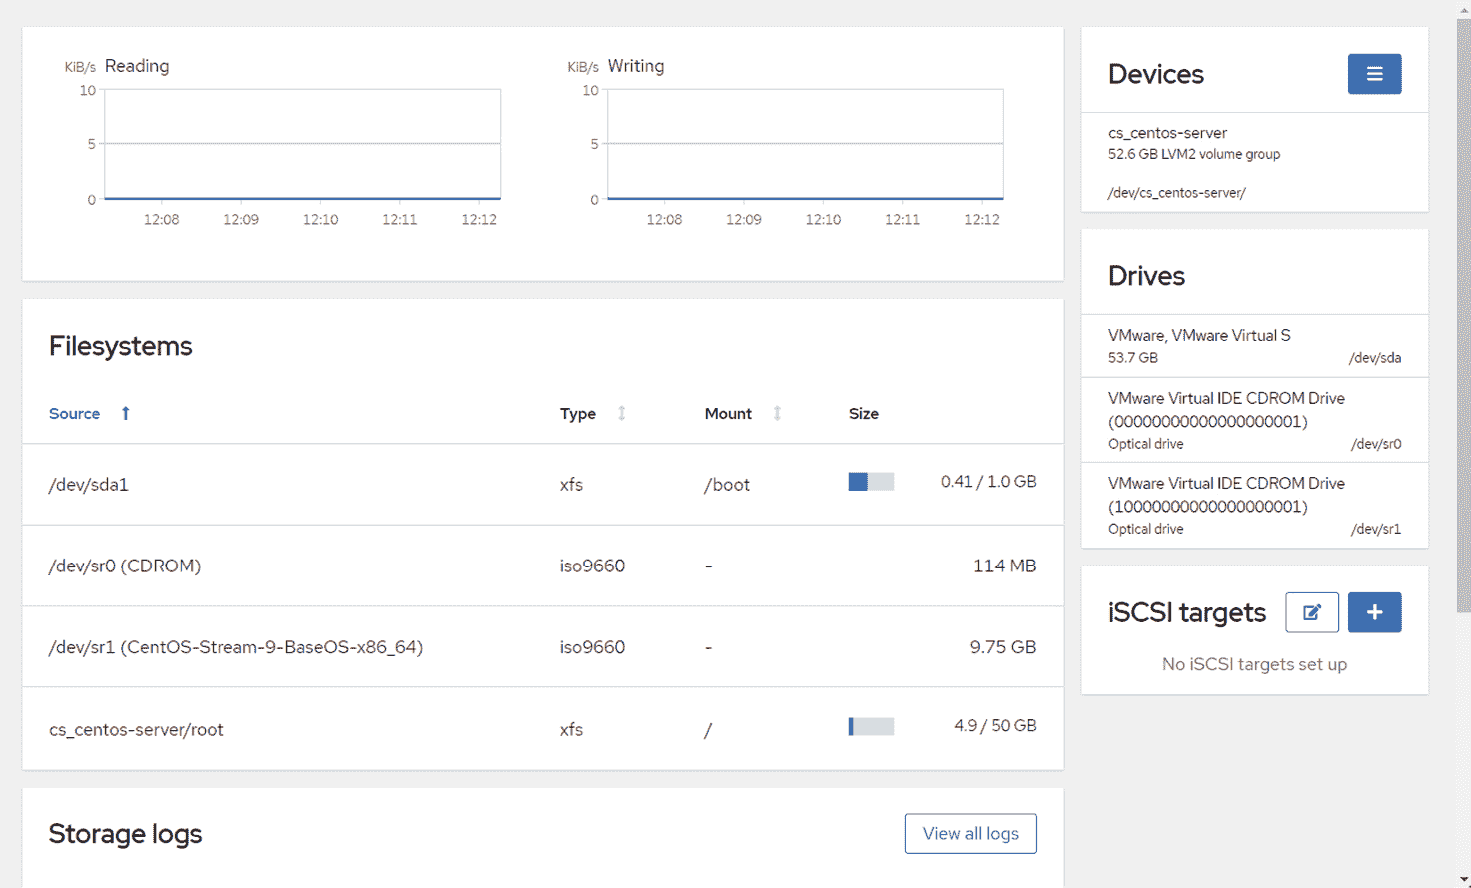 KiB/s Reading
10
5
0
12:08 12:09 12:10 12:11 12:12
KiB/s Writing
10
5
0
12:08 12:09 12:10 12:11 12:12
Filesystems
Source Type Mount Size
/dev/sda1 xfs /boot 0.41 / 1.0 GB
/dev/sr0 (CDROM) iso9660 - 114 MB
/dev/sr1 (CentOS-Stream-9-BaseOS-x86_64) iso9660 - 9.75 GB
cs_centos-server/root xfs / 4.9 / 50 GB
Storage logs
View all logs
Devices
cs_centos-server
52.6 GB LVM2 volume group
/dev/cs_centos-server/
Drives
VMware, VMware Virtual S
53.7 GB /dev/sda
VMware Virtual IDE CDROM Drive
(00000000000000000001)
Optical drive /dev/sr0
VMware Virtual IDE CDROM Drive
(10000000000000000001)
Optical drive /dev/sr1
iSCSI targets
No iSCSI targets set up